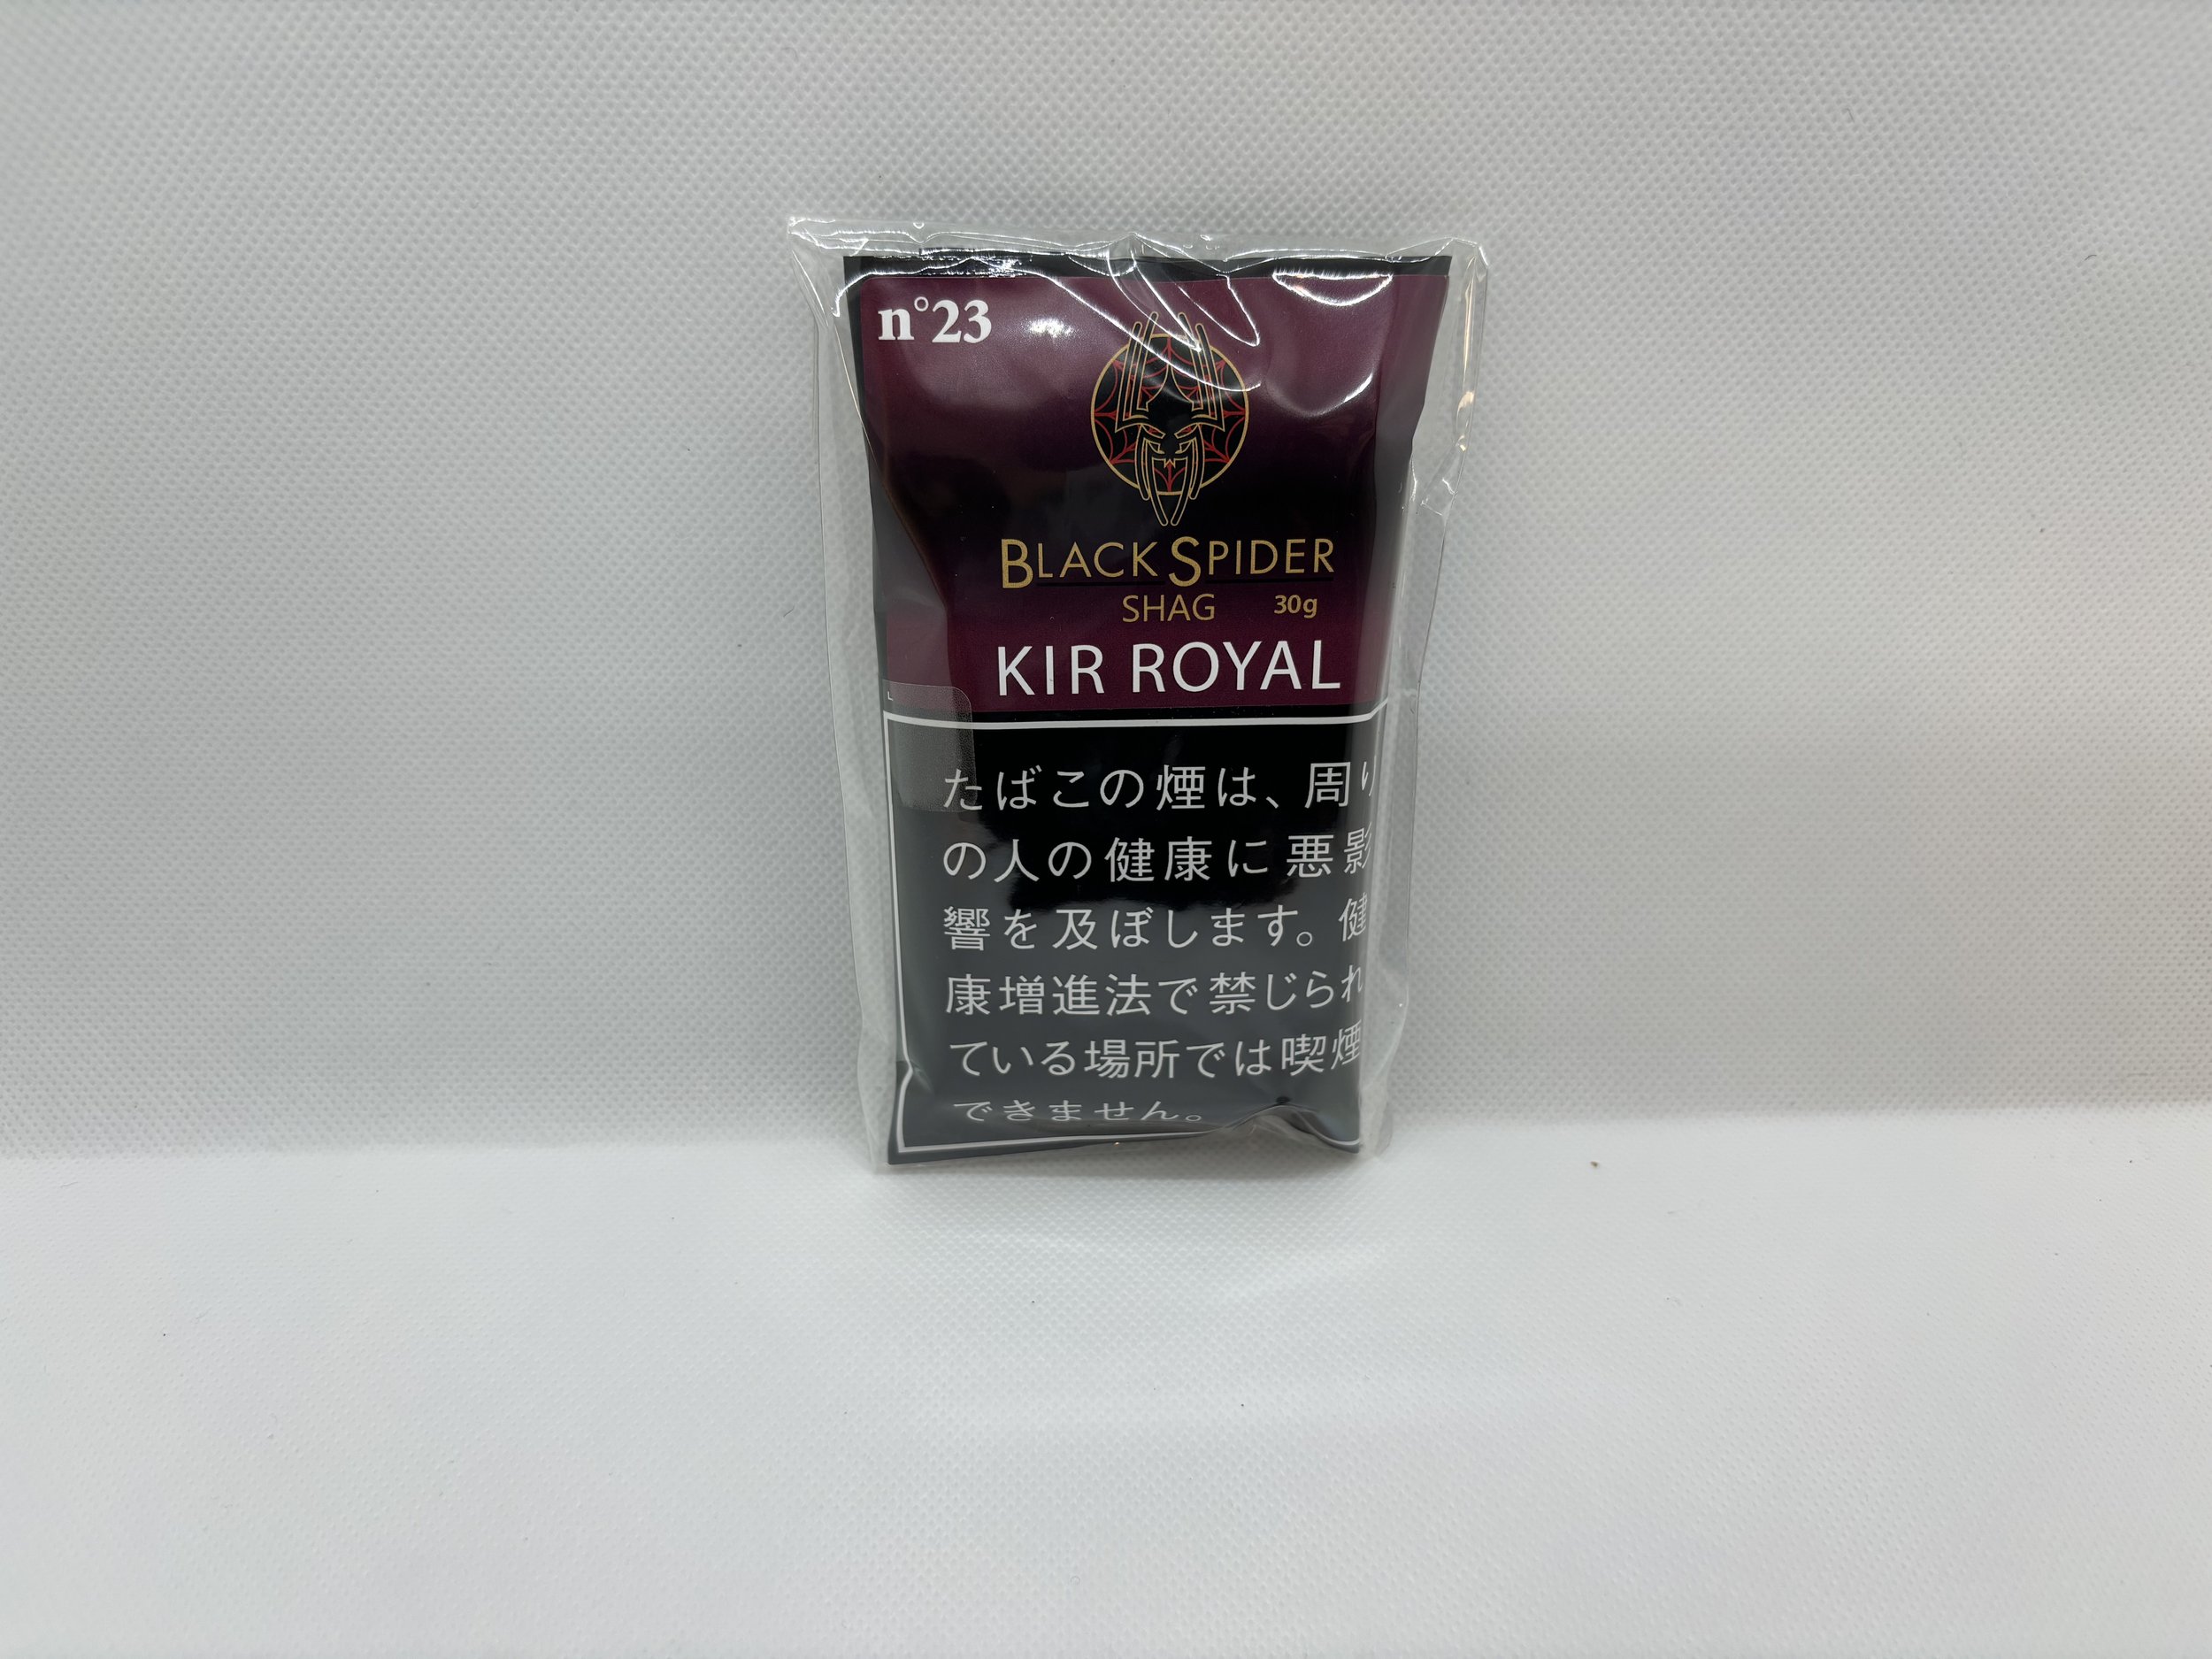 n°23
BLACK SPIDER
SHAG 30g
KIR ROYAL
たばこの煙は、周り
の人の健康に悪影
響を及ぼします。健
康増進法で禁じられ
ている場所では喫煙
できません。